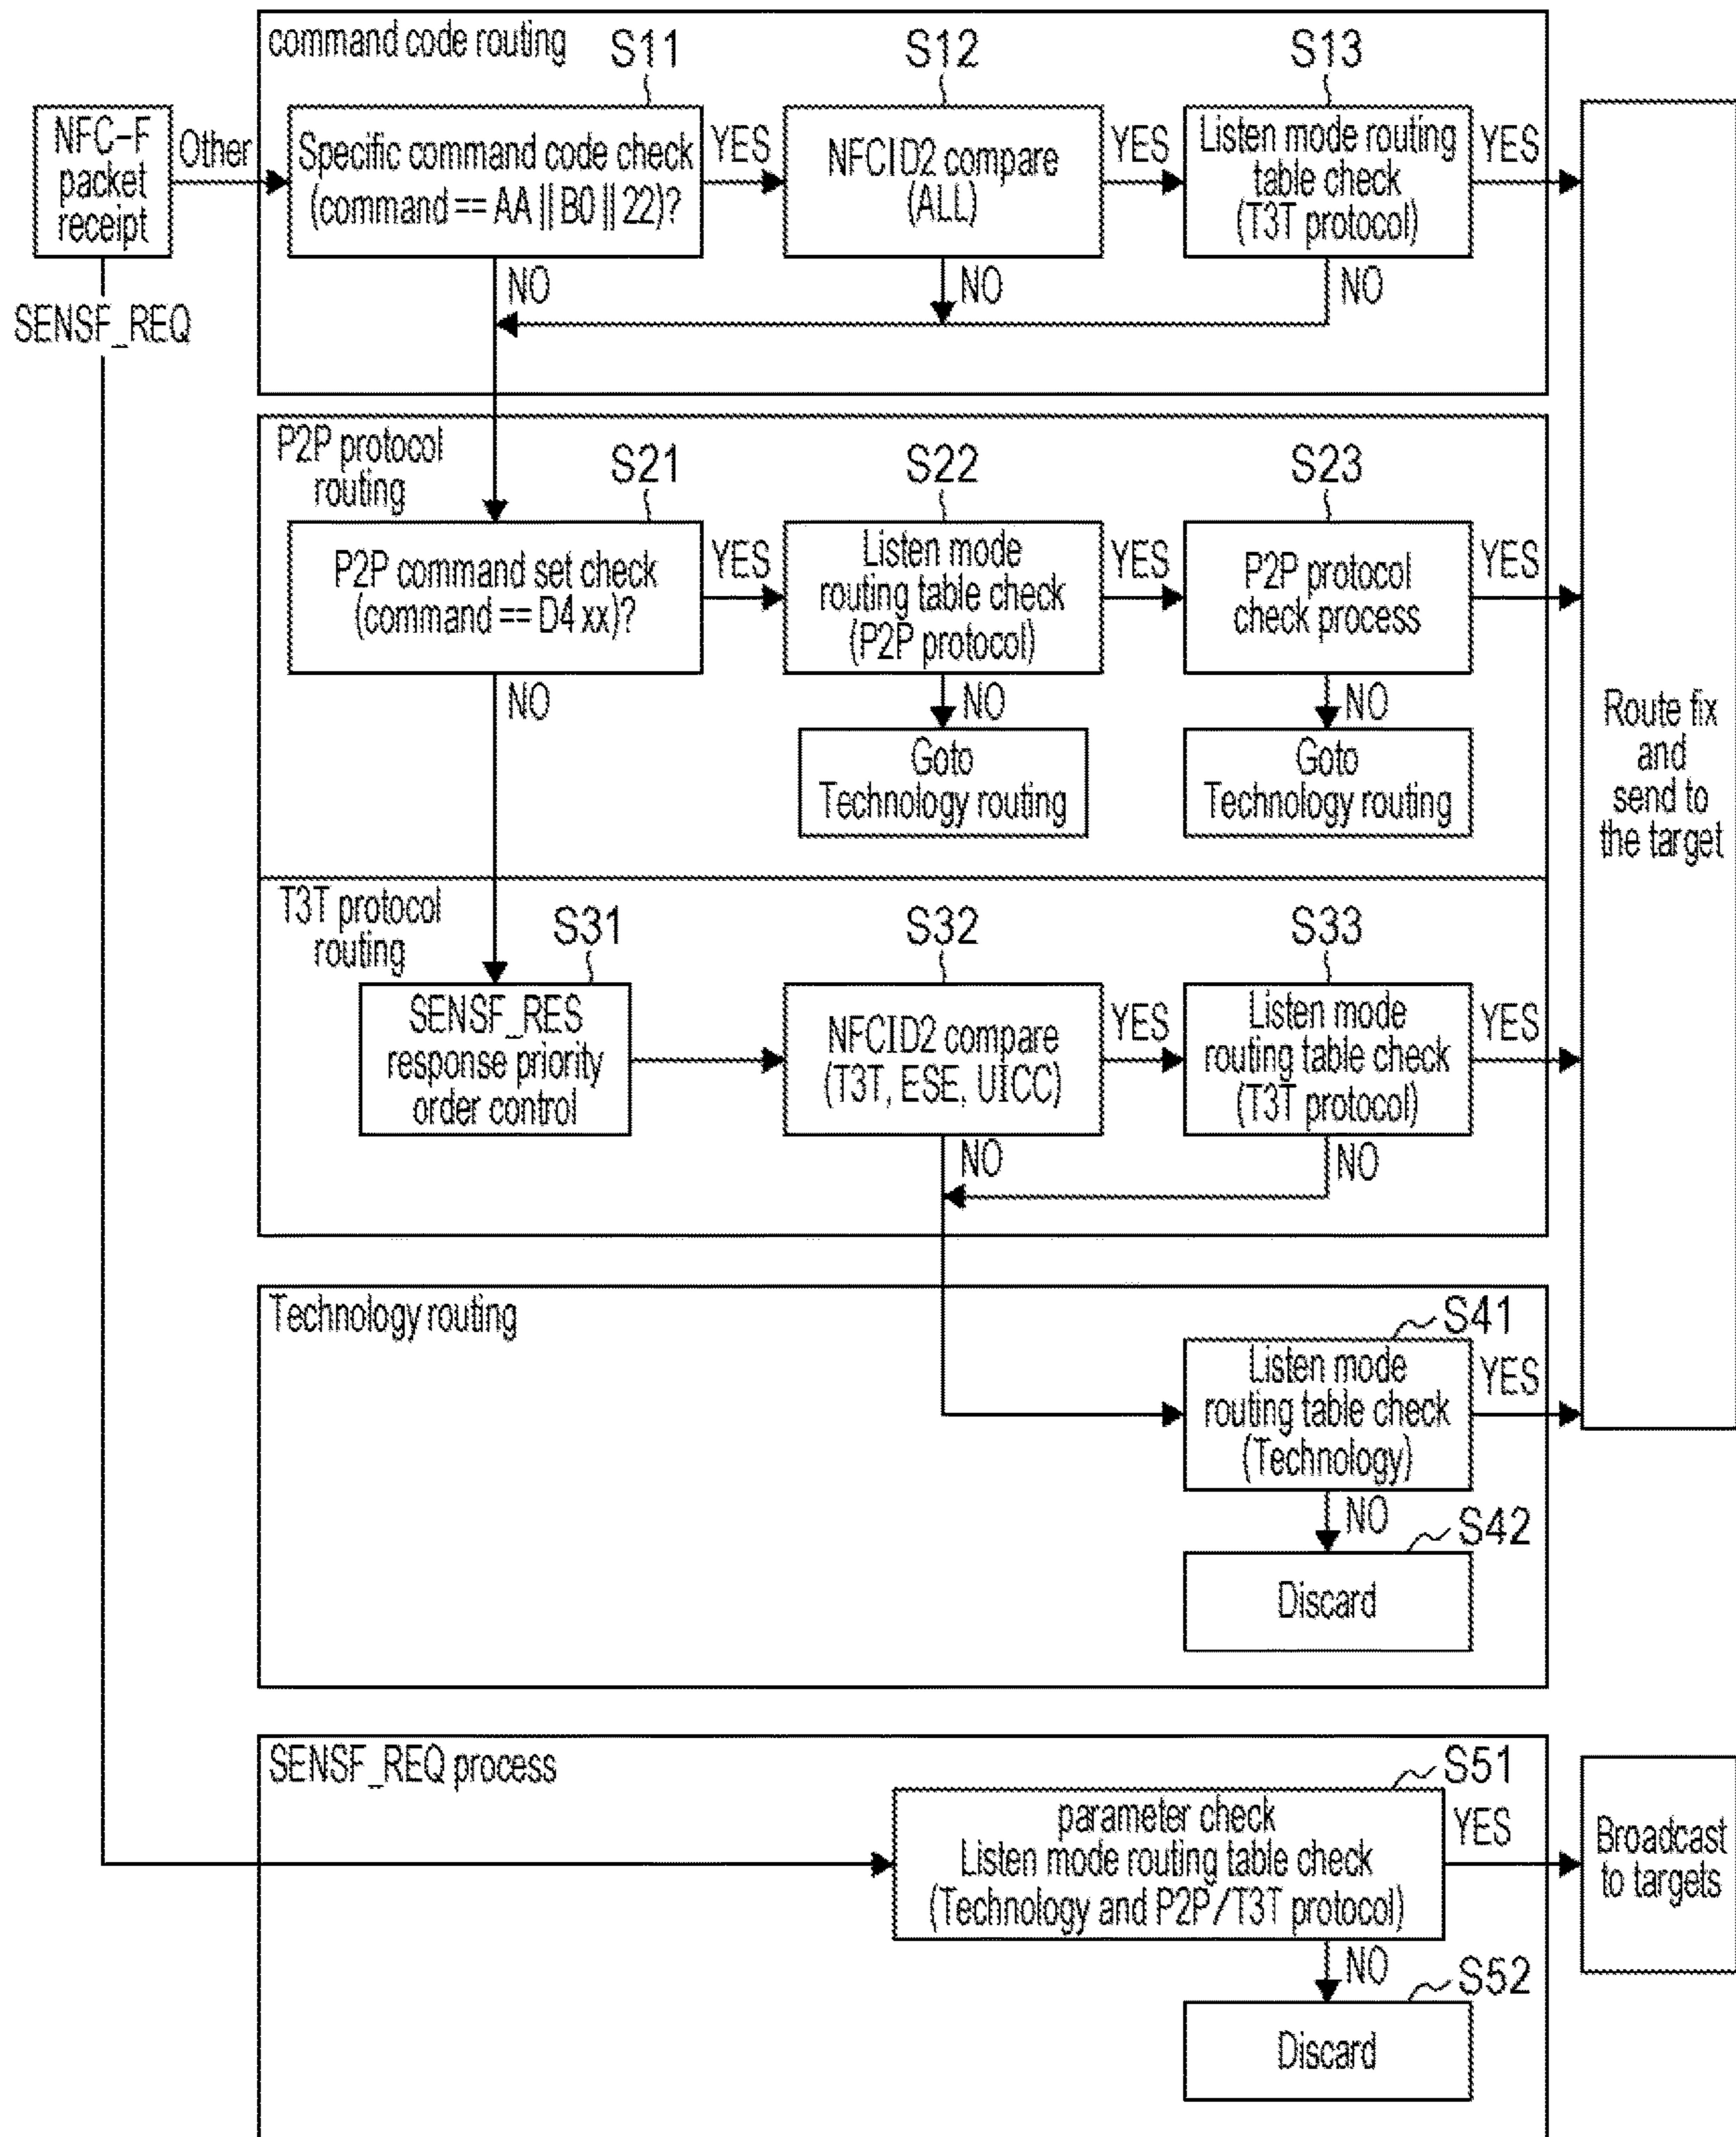 command code routing
S11
S12
S13
NFC-F
packet
receipt
Other
Specific command code check
(command == AA || B0 || 22)?
YES
NFCID2 compare
(ALL)
YES
Listen mode routing
table check
(T3T protocol)
YES
NO
NO
NO
SENSF_REQ
P2P protocol
routing
S21
S22
S23
P2P command set check
(command == D4 xx)?
YES
Listen mode
routing table check
(P2P protocol)
YES
P2P protocol
check process
YES
NO
NO
NO
Goto
Technology routing
Goto
Technology routing
Route fix
and
send to
the target
T3T protocol
routing
S31
S32
S33
SENSF_RES
response priority
order control
NFCID2 compare
(T3T, ESE, UICC)
YES
Listen mode
routing table check
(T3T protocol)
YES
NO
NO
Technology routing
S41
Listen mode
routing table check
(Technology)
YES
NO
S42
Discard
SENSF_REQ process
S51
parameter check
Listen mode routing table check
(Technology and P2P/T3T protocol)
YES
Broadcast
to targets
NO
S52
Discard